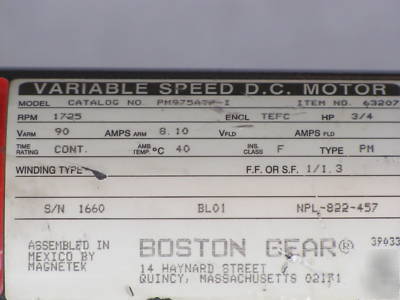 VARIABLE SPEED D.C. MOTOR
MODEL CATALOG NO. ITEM NO. 63207
RPM 1725 ENCL TEFC HP 3/4
VARM 90 AMPS ARM 8.10 VFLD AMPS FLD
TIME RATING CONT. AMB TEMP. °C 40 INS. CLASS F TYPE PM
WINDING TYPE F.F. OR S.F. 1/1.3
S/N 1660 BL01 NPL-822-457
ASSEMBLED IN MEXICO BY MAGNETEK
BOSTON GEAR®
14 HAYNARD STREET
QUINCY, MASSACHUSETTS 02171